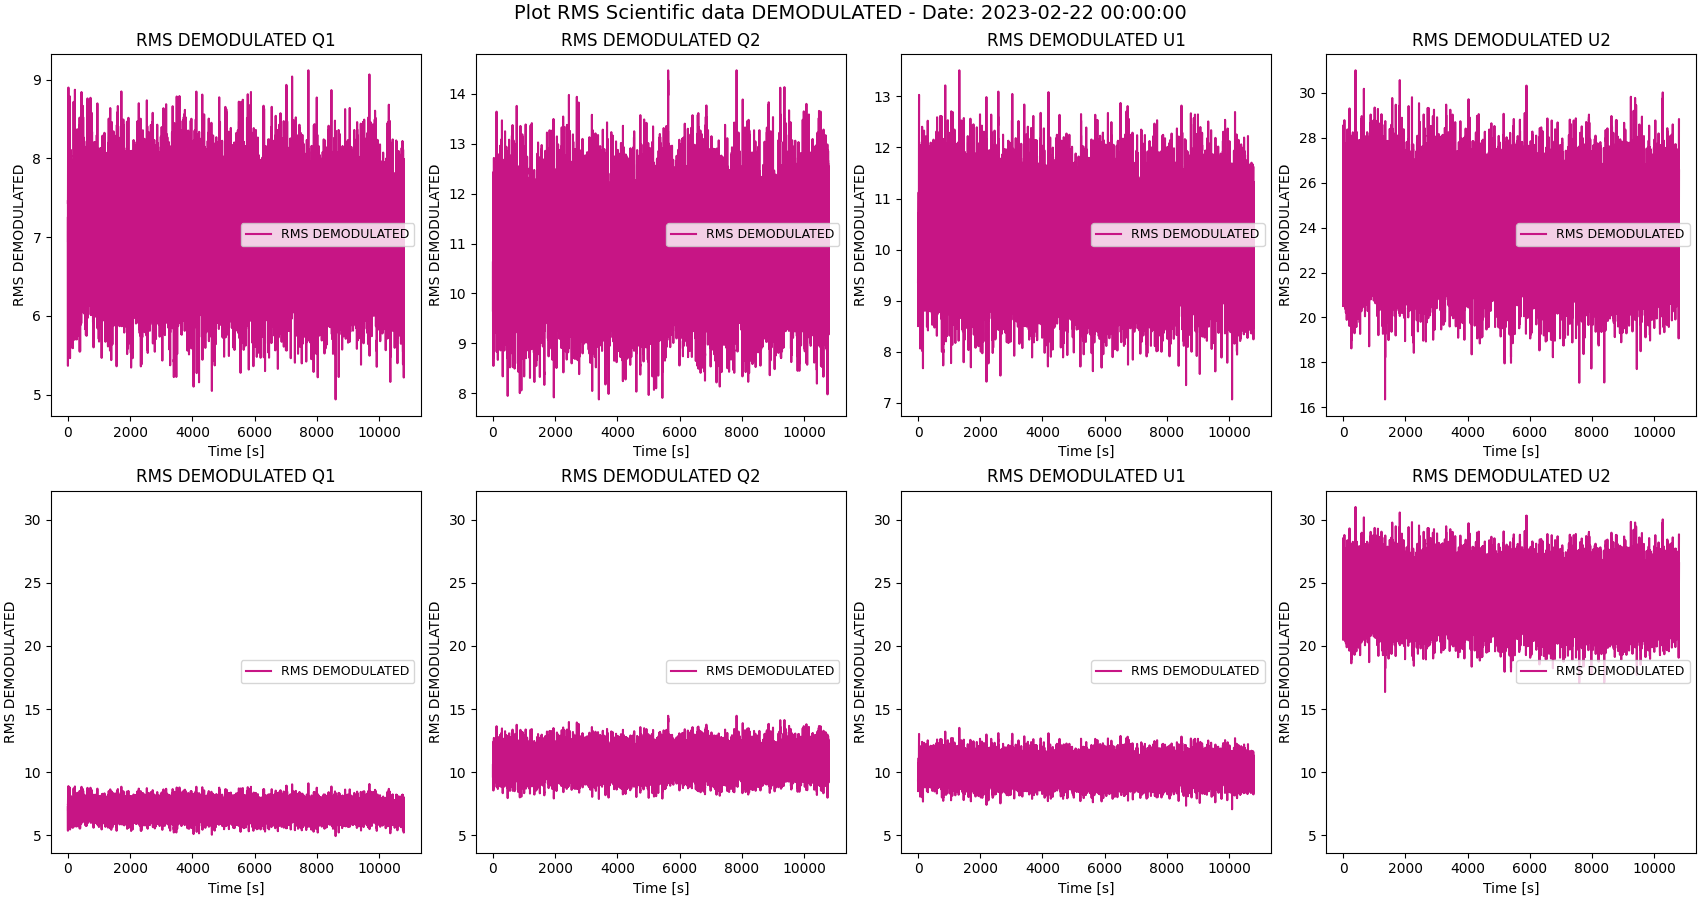 Plot RMS Scientific data DEMODULATED - Date: 2023-02-22 00:00:00
RMS DEMODULATED Q1
RMS DEMODULATED
9
8
7
6
5
RMS DEMODULATED
0 2000 4000 6000 8000 10000
Time [s]
RMS DEMODULATED Q2
RMS DEMODULATED
14
13
12
11
10
9
8
RMS DEMODULATED
0 2000 4000 6000 8000 10000
Time [s]
RMS DEMODULATED U1
RMS DEMODULATED
13
12
11
10
9
8
7
RMS DEMODULATED
0 2000 4000 6000 8000 10000
Time [s]
RMS DEMODULATED U2
RMS DEMODULATED
30
28
26
24
22
20
18
16
RMS DEMODULATED
0 2000 4000 6000 8000 10000
Time [s]
RMS DEMODULATED Q1
RMS DEMODULATED
30
25
20
15
10
5
RMS DEMODULATED
0 2000 4000 6000 8000 10000
Time [s]
RMS DEMODULATED Q2
RMS DEMODULATED
30
25
20
15
10
5
RMS DEMODULATED
0 2000 4000 6000 8000 10000
Time [s]
RMS DEMODULATED U1
RMS DEMODULATED
30
25
20
15
10
5
RMS DEMODULATED
0 2000 4000 6000 8000 10000
Time [s]
RMS DEMODULATED U2
RMS DEMODULATED
30
25
20
15
10
5
RMS DEMODULATED
0 2000 4000 6000 8000 10000
Time [s]